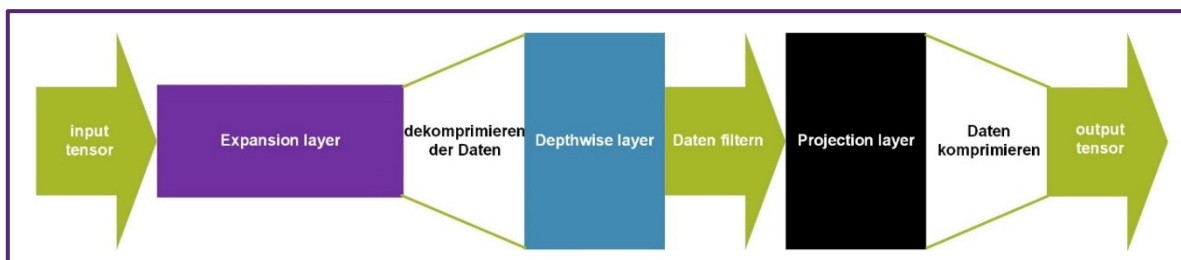 input
tensor
Expansion layer
dekomprimieren
der Daten
Depthwise layer
Daten filtern
Projection layer
Daten
komprimieren
output
tensor